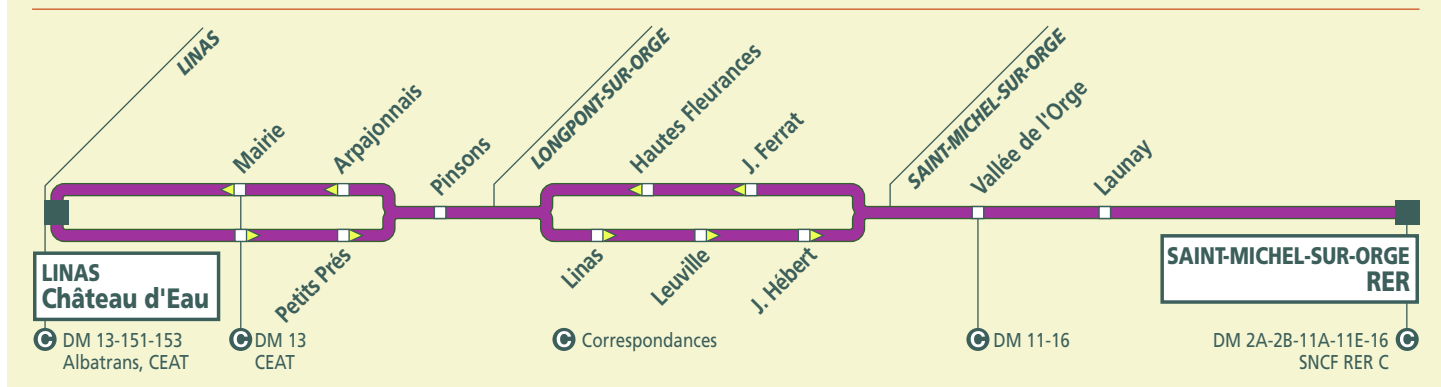 LINAS
LONGPONT-SUR-ORGE
SAINT-MICHEL-SUR-ORGE
Mairie
Arpajonnais
Pinsons
Hautes Fleurances
J. Ferrat
Vallée de l'Orge
Launay
Petits Prés
Linas
Leuville
J. Hébert
LINAS
Château d'Eau
SAINT-MICHEL-SUR-ORGE
RER
C DM 13-151-153
Albatrans, CEAT
C DM 13
CEAT
C Correspondances
C DM 11-16
DM 2A-2B-11A-11E-16 C
SNCF RER C